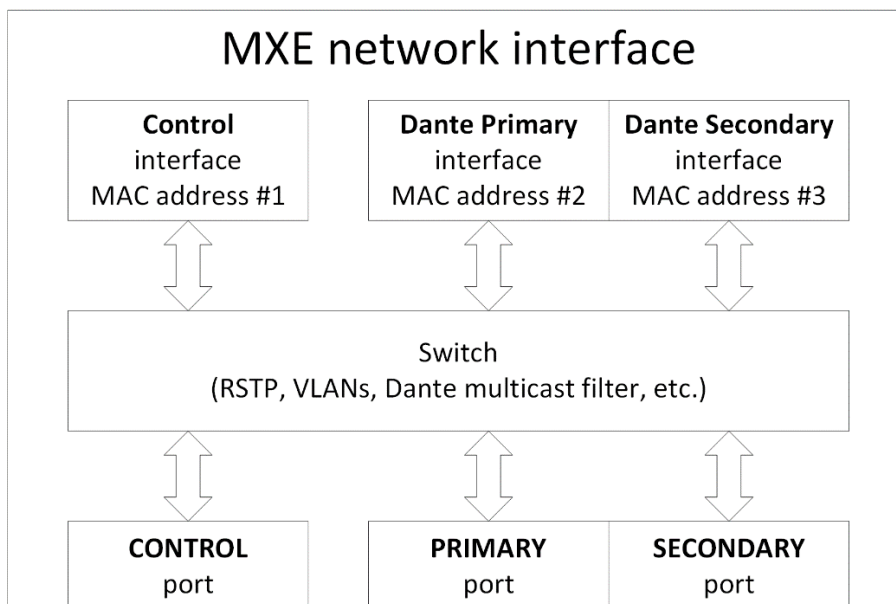 MXE network interface
Control
interface
MAC address #1
Dante Primary
interface
MAC address #2
Dante Secondary
interface
MAC address #3
Switch
(RSTP, VLANs, Dante multicast filter, etc.)
CONTROL
port
PRIMARY
port
SECONDARY
port